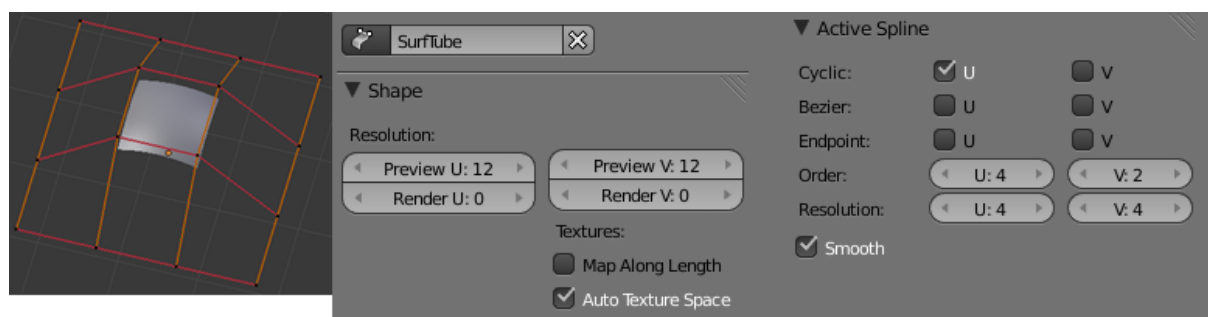 SurfTube
Shape
Resolution:
Preview U: 12
Preview V: 12
Render U: 0
Render V: 0
Textures:
Map Along Length
Auto Texture Space
Active Spline
Cyclic: U V
Bezier: U V
Endpoint: U V
Order: U: 4 V: 2
Resolution: U: 4 V: 4
Smooth